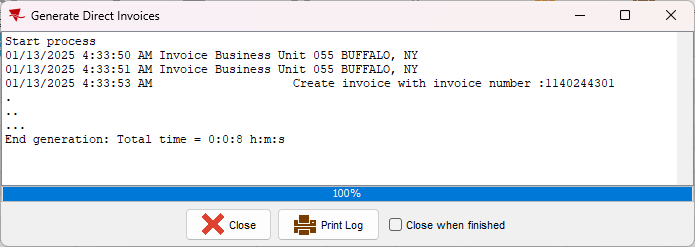 Generate Direct Invoices
Start process
01/13/2025 4:33:50 AM Invoice Business Unit 055 BUFFALO, NY
01/13/2025 4:33:51 AM Invoice Business Unit 055 BUFFALO, NY
01/13/2025 4:33:53 AM                    Create invoice with invoice number :1140244301
.
..
...
End generation: Total time = 0:0:8 h:m:s
100%
Close Print Log Close when finished